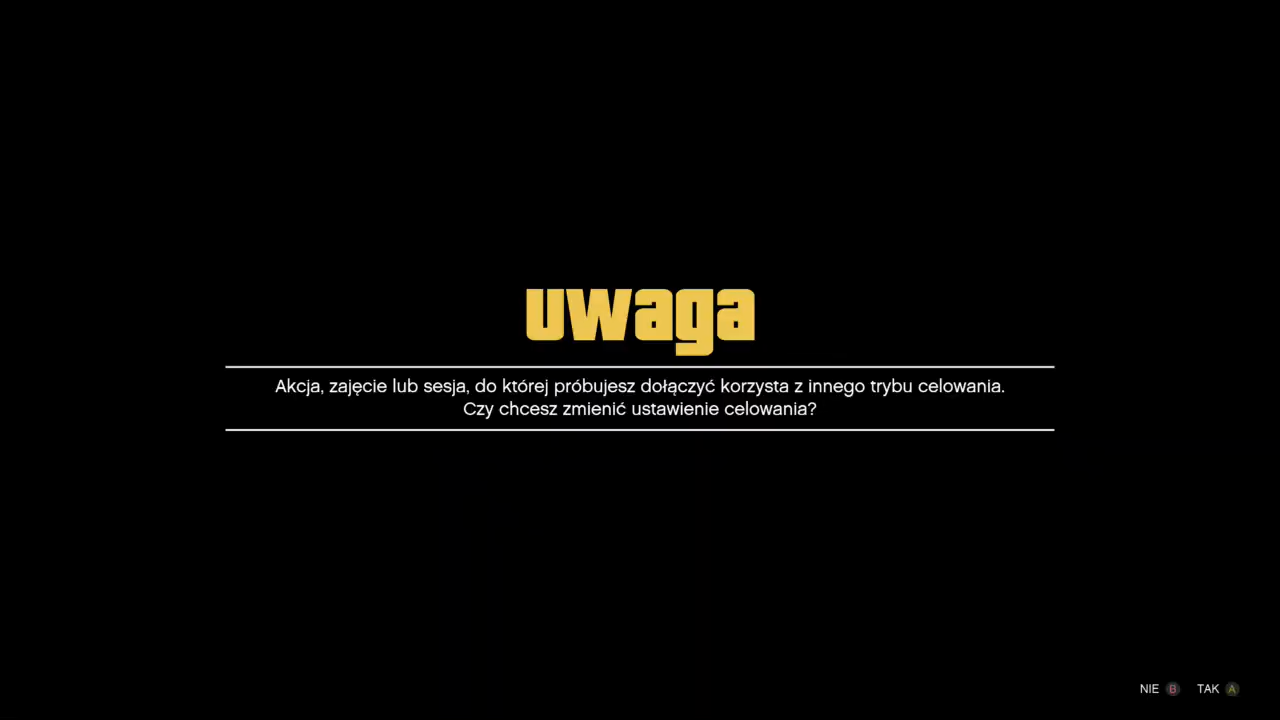 uwaga
Akcja, zajęcie lub sesja, do której próbujesz dołączyć korzysta z innego trybu celowania.
Czy chcesz zmienić ustawienie celowania?
NIE B TAK A